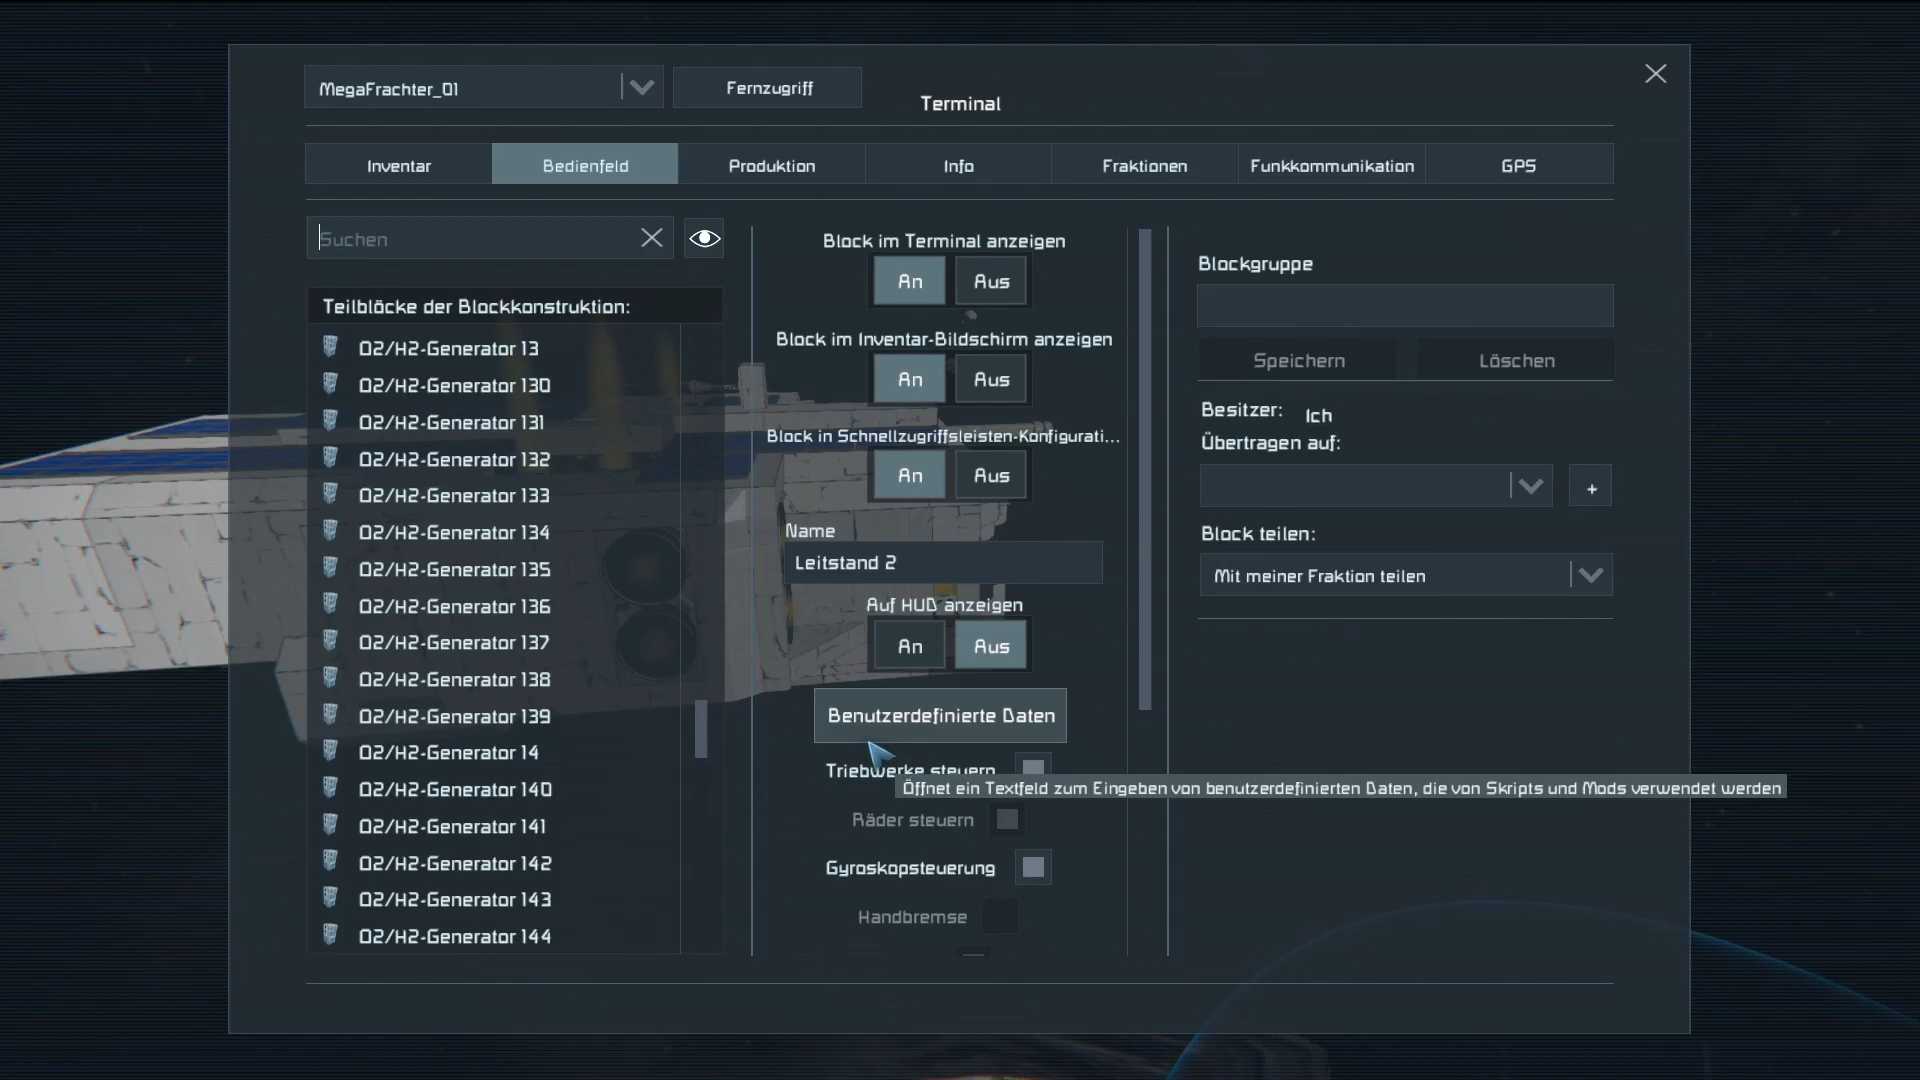 MegaFrachter_01
Fernzugriff
Terminal
Inventar
Bedienfeld
Produktion
Info
Fraktionen
Funkkommunikation
GPS
Suchen
Teilblöcke der Blockkonstruktion:
O2/H2-Generator 13
O2/H2-Generator 130
O2/H2-Generator 131
O2/H2-Generator 132
O2/H2-Generator 133
O2/H2-Generator 134
O2/H2-Generator 135
O2/H2-Generator 136
O2/H2-Generator 137
O2/H2-Generator 138
O2/H2-Generator 139
O2/H2-Generator 14
O2/H2-Generator 140
O2/H2-Generator 141
O2/H2-Generator 142
O2/H2-Generator 143
O2/H2-Generator 144
Block im Terminal anzeigen
An Aus
Block im Inventar-Bildschirm anzeigen
An Aus
Block in Schnellzugriffsleisten-Konfigurati...
An Aus
Name
Leitstand 2
Auf HUD anzeigen
An Aus
Benutzerdefinierte Daten
Triebwerke steuern
Öffnet ein Textfeld zum Eingeben von benutzerdefinierten Daten, die von Skripts und Mods verwendet werden
Räder steuern
Gyroskopsteuerung
Handbremse
Blockgruppe
Speichern Löschen
Besitzer: Ich
Übertragen auf:
+
Block teilen:
Mit meiner Fraktion teilen